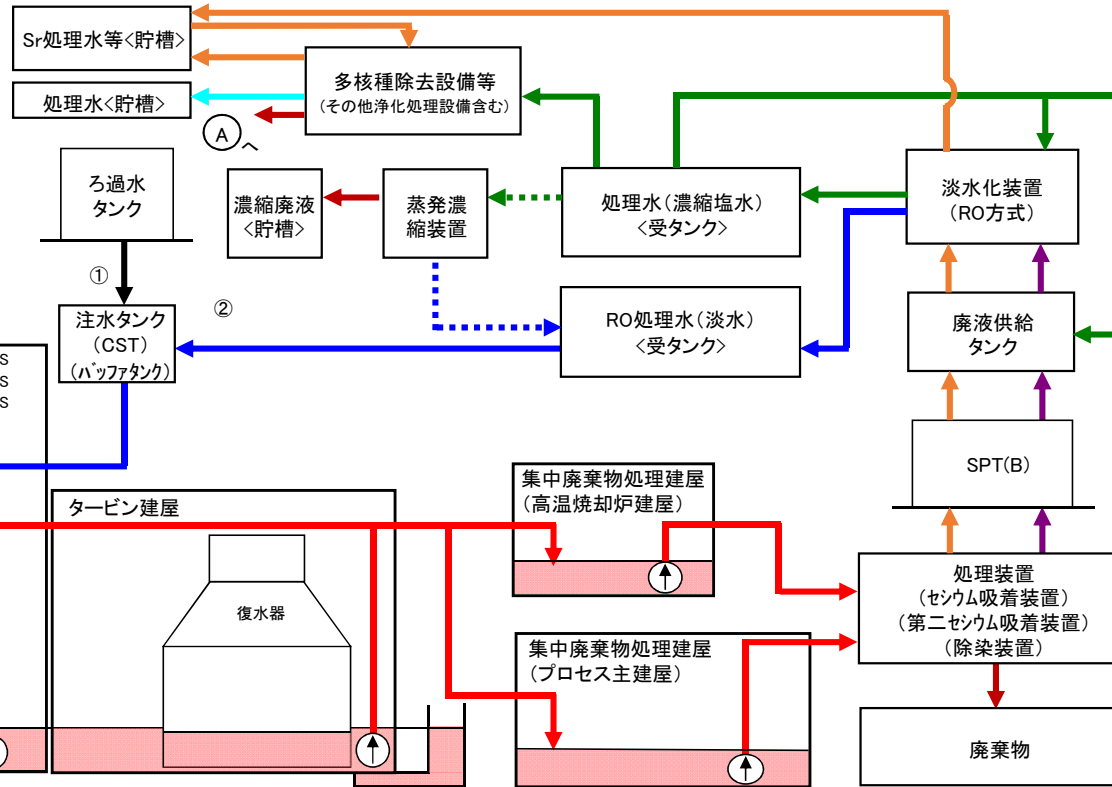 Sr処理水等<貯槽>
多核種除去設備等
(その他浄化処理設備含む)
処理水<貯槽>
A
へ
ろ過水
タンク
濃縮廃液
<貯槽>
蒸発濃
縮装置
処理水(濃縮塩水)
<受タンク>
淡水化装置
(RO方式)
①
②
注水タンク
(CST)
(バッファタンク)
RO処理水(淡水)
<受タンク>
廃液供給
タンク
S
S
S
SPT(B)
タービン建屋
復水器
集中廃棄物処理建屋
(高温焼却炉建屋)
処理装置
(セシウム吸着装置)
(第二セシウム吸着装置)
(除染装置)
集中廃棄物処理建屋
(プロセス主建屋)
廃棄物